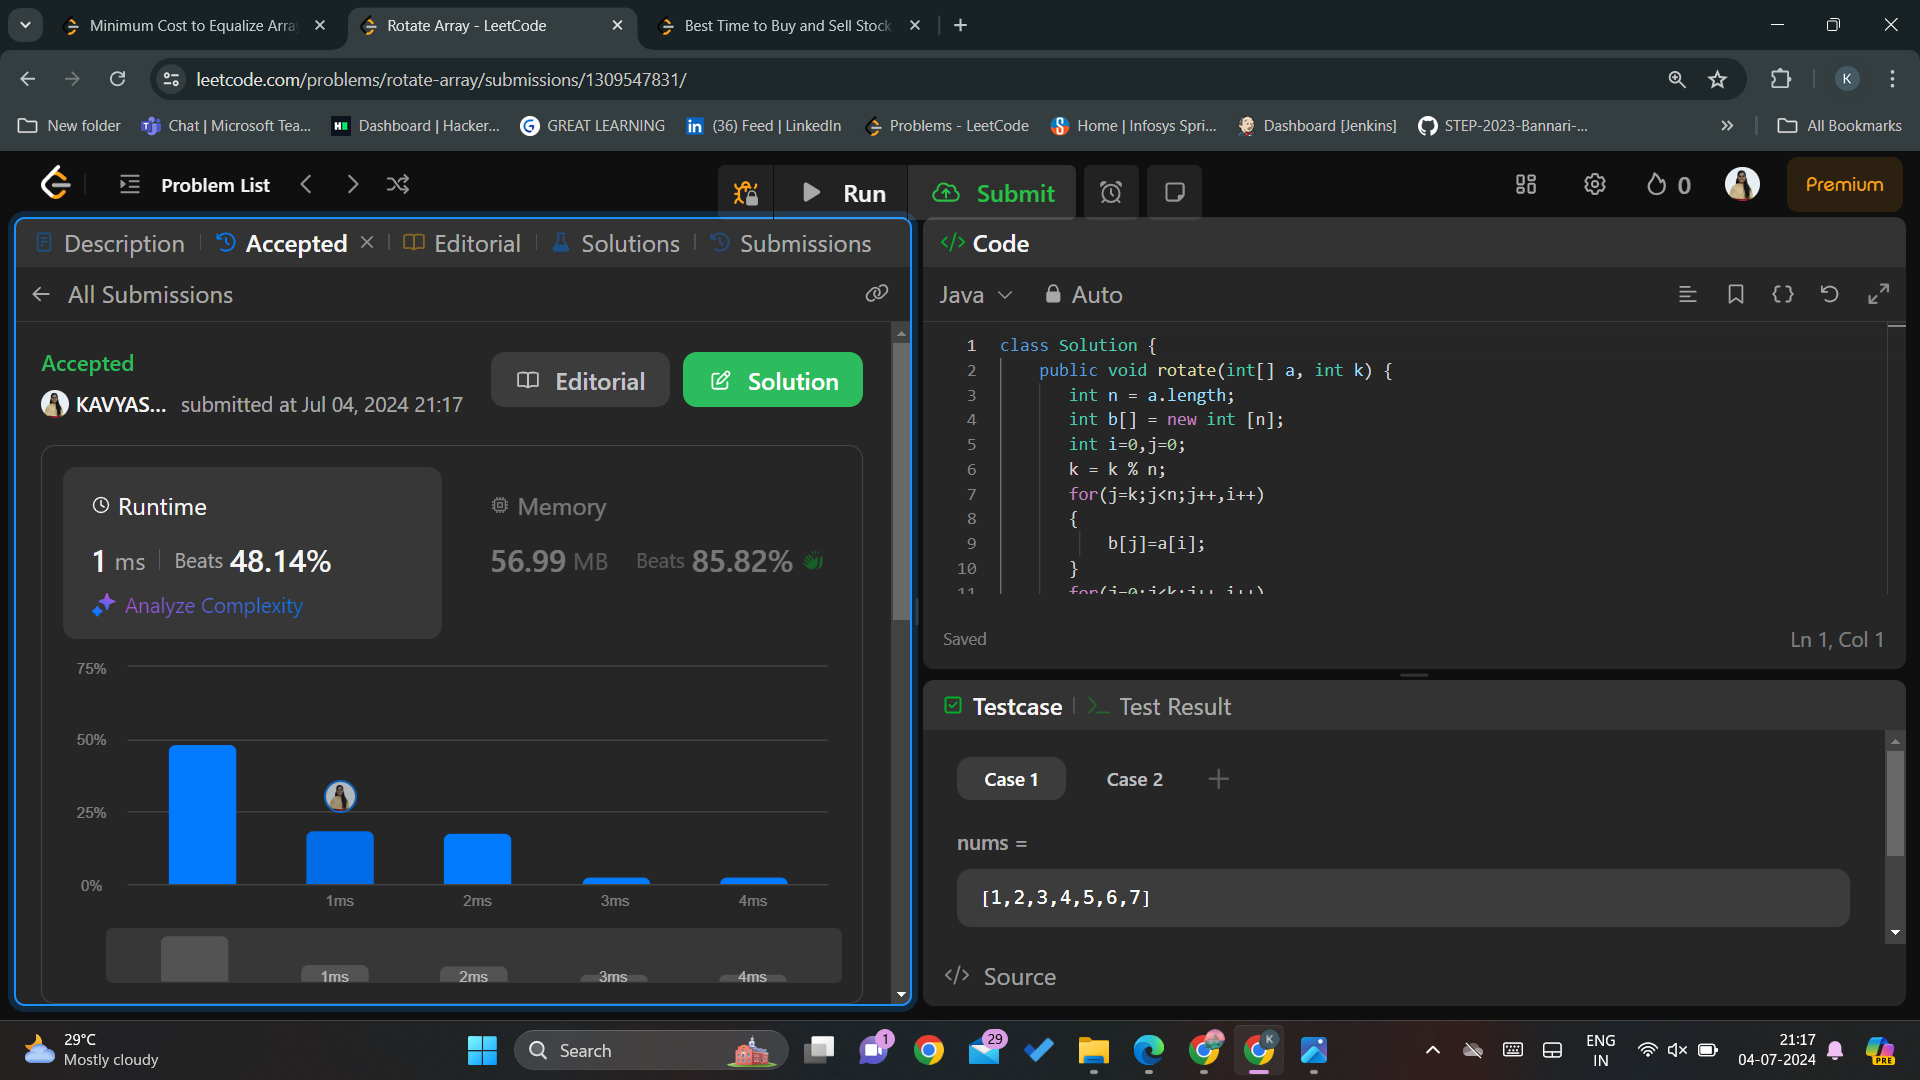 Minimum Cost to Equalize Arra
Rotate Array - LeetCode
Best Time to Buy and Sell Stock
leetcode.com/problems/rotate-array/submissions/1309547831/
K
New folder
Chat | Microsoft Tea...
Dashboard | Hacker...
GREAT LEARNING
(36) Feed | LinkedIn
Problems - LeetCode
Home | Infosys Spri...
Dashboard [Jenkins]
STEP-2023-Bannari-...
All Bookmarks
Problem List
Run
Submit
0
Premium
Description
Accepted
Editorial
Solutions
Submissions
All Submissions
Accepted
KAVYAS... submitted at Jul 04, 2024 21:17
Editorial
Solution
Runtime
1 ms
Beats 48.14%
Analyze Complexity
Memory
56.99 MB
Beats 85.82%
75%
50%
25%
0%
1ms
2ms
3ms
4ms
1ms
2ms
3ms
4ms
</> Code
Java
Auto
1 class Solution {
2 public void rotate(int[] a, int k) {
3 int n = a.length;
4 int b[] = new int [n];
5 int i=0,j=0;
6 k = k % n;
7 for(j=k;j<n;j++,i++)
8 {
9 b[j]=a[i];
10 }
11 for(j=0;j<k;j++,i++)
Saved
Ln 1, Col 1
Testcase
Test Result
Case 1
Case 2
nums =
[1,2,3,4,5,6,7]
</> Source
29°C
Mostly cloudy
Search
1
29
K
ENG
IN
21:17
04-07-2024
PRE